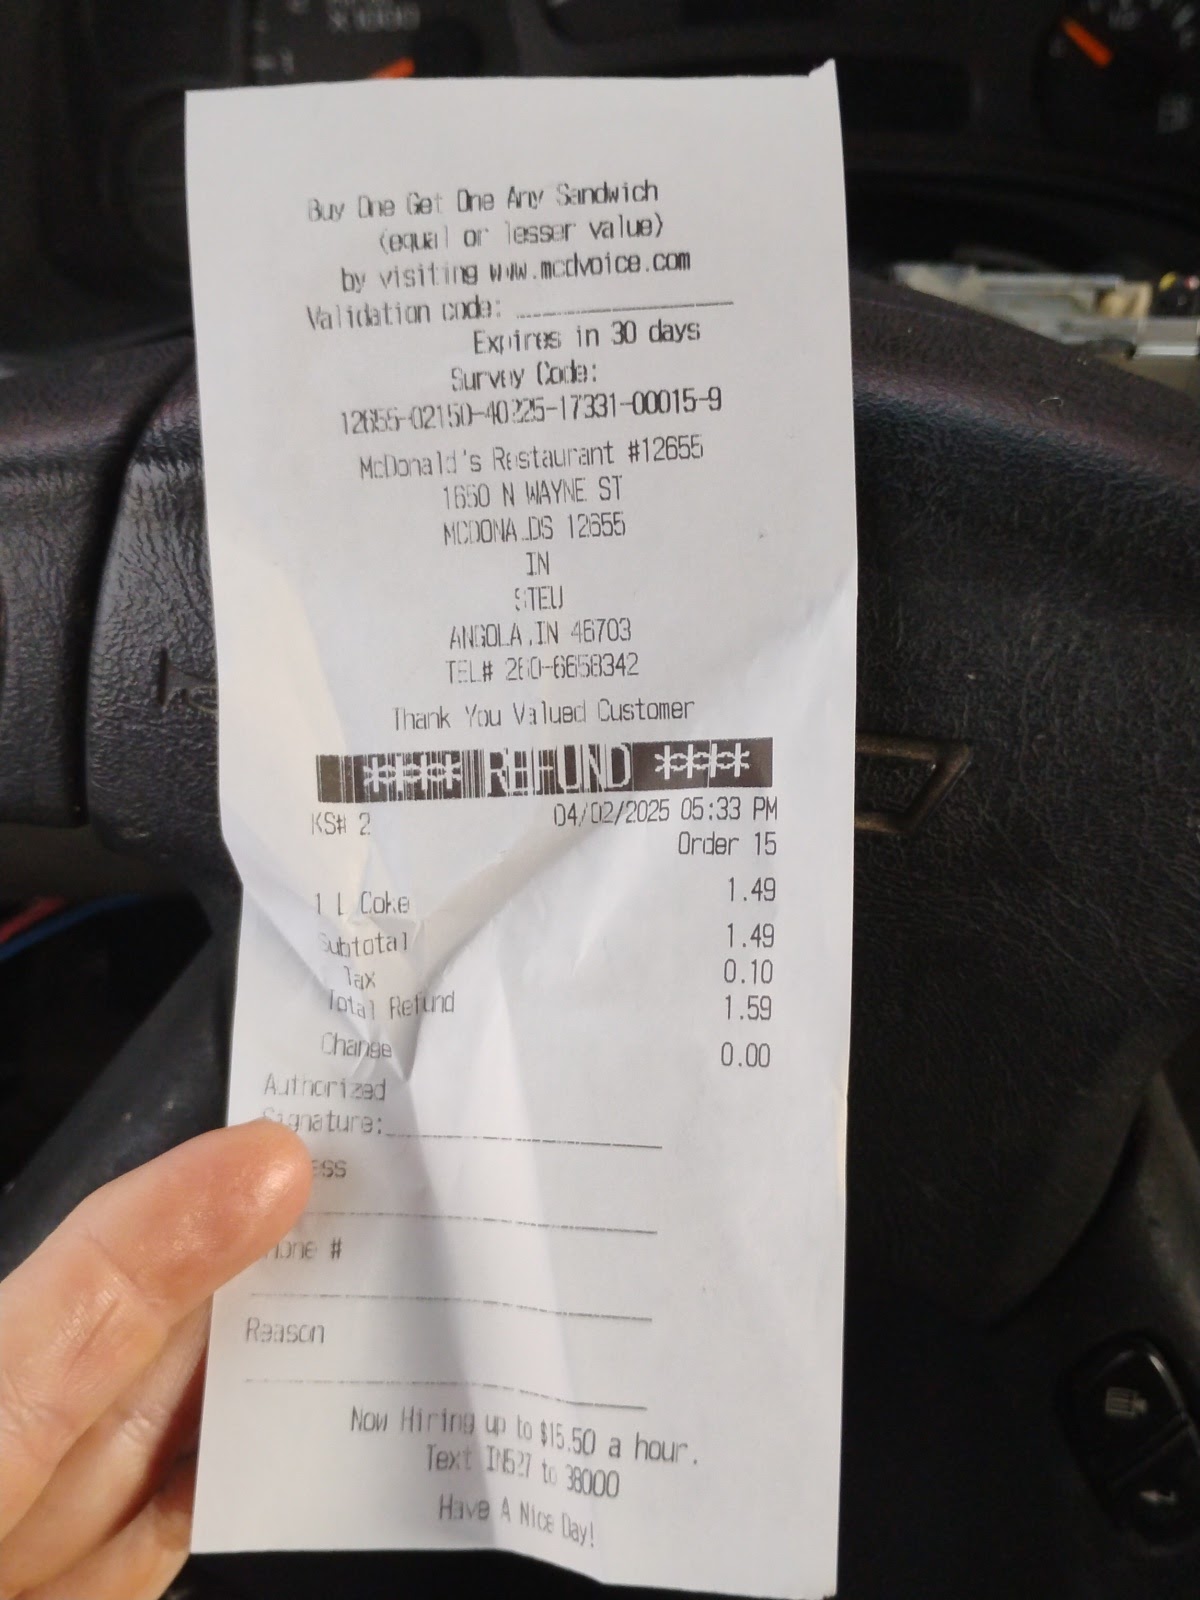 Buy One Get One Any Sandwich
(equal or lesser value)
by visiting www.mcdvoice.com
Validation code:
Expires in 30 days
Survey Code:
12655-02150-40225-17331-00015-9
McDonald's Restaurant #12655
1650 N WAYNE ST
MCDONALDS 12655
IN
STEU
ANGOLA,IN 46703
TEL# 260-6658342
Thank You Valued Customer
**** REFUND ****
KS# 2 04/02/2025 05:33 PM
Order 15
1 L Coke 1.49
Subtotal 1.49
Tax 0.10
Total Refund 1.59
Change 0.00
Authorized
Signature:
#
Reason
Now Hiring up to $15.50 a hour.
Text IN527 to 38000
Have A Nice Day!